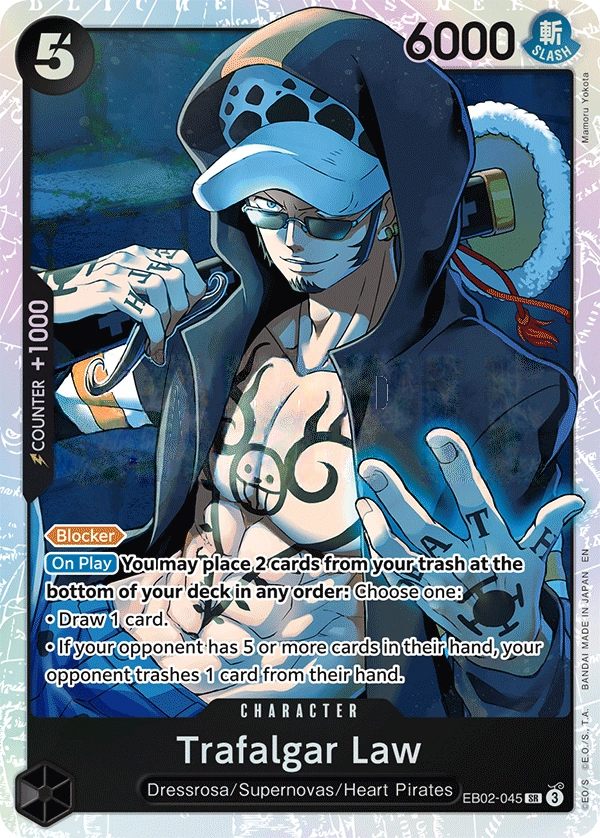 5
6000
斬
SLASH
Mamoru Yokota
COUNTER +1000
D
EATH
Blocker
On Play You may place 2 cards from your trash at the
bottom of your deck in any order: Choose one:
• Draw 1 card.
• If your opponent has 5 or more cards in their hand, your
opponent trashes 1 card from their hand.
BANDAI MADE IN JAPAN EN
©E.O./S., T.A.
©EO/S
CHARACTER
Trafalgar Law
Dressrosa/Supernovas/Heart Pirates
EB02-045 SR 3